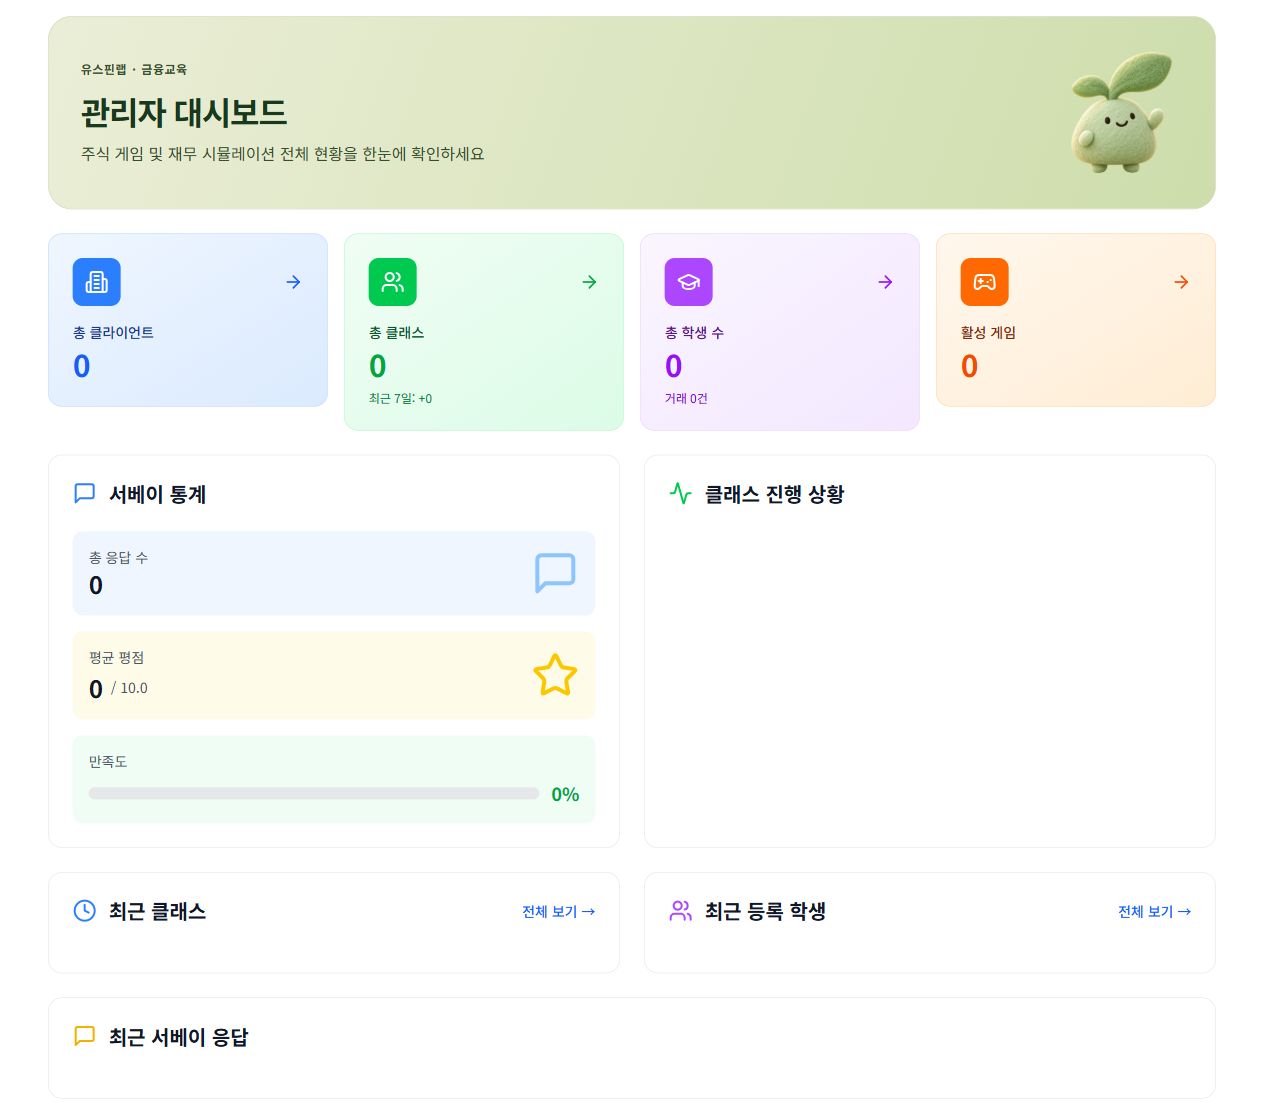 유스핀랩 · 금융교육
관리자 대시보드
주식 게임 및 재무 시뮬레이션 전체 현황을 한눈에 확인하세요
총 클라이언트
0
총 클래스
0
최근 7일: +0
총 학생 수
0
거래 0건
활성 게임
0
서베이 통계
총 응답 수
0
평균 평점
0 / 10.0
만족도
0%
클래스 진행 상황
최근 클래스
전체 보기 →
최근 등록 학생
전체 보기 →
최근 서베이 응답